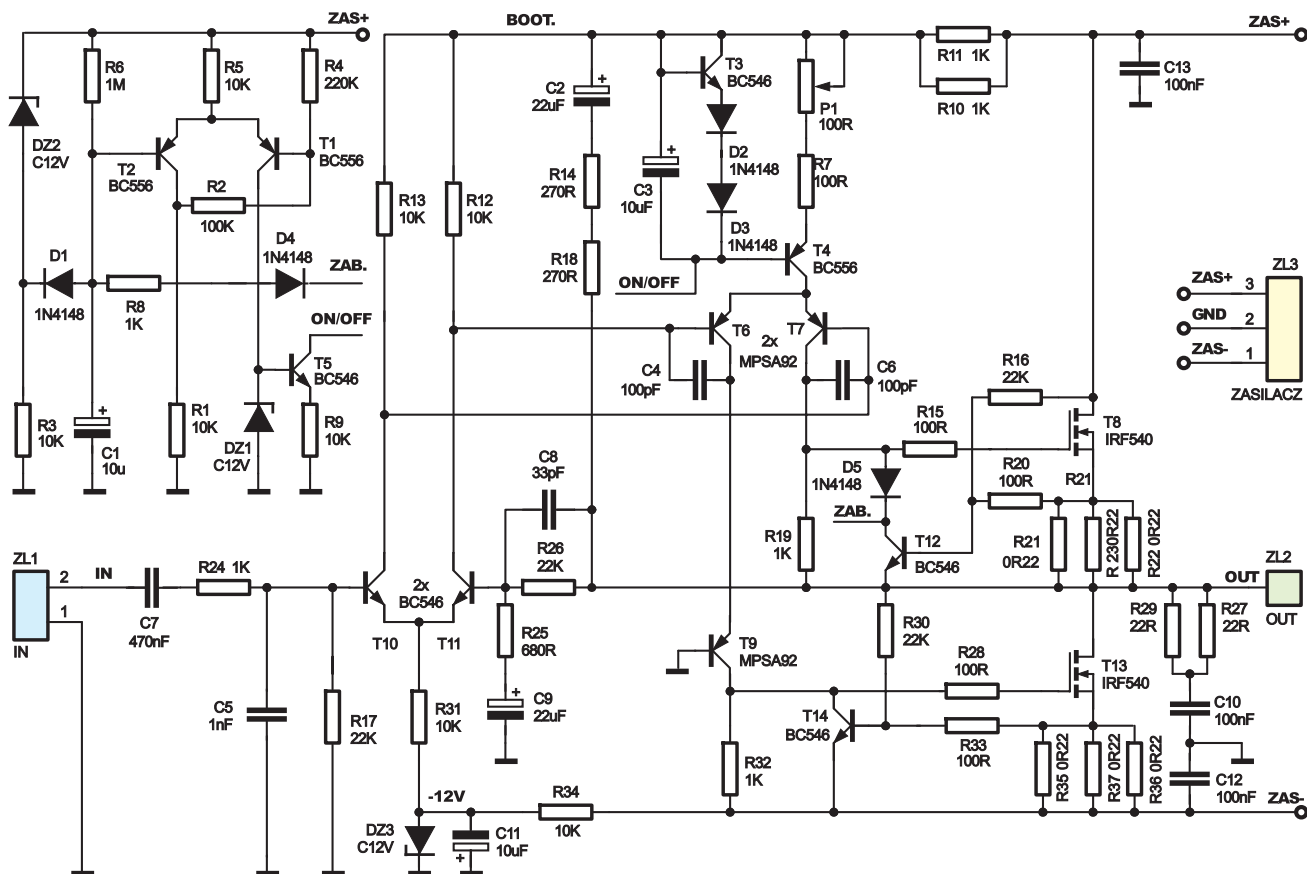 ZAS+
BOOT.
ZAS+
R6
1M
R5
10K
R4
220K
DZ2
C12V
T2
BC556
T1
BC556
R2
100K
D1
1N4148
D4
1N4148
ZAB.
R8
1K
ON/OFF
T5
BC546
R3
10K
C1
10u
+
R1
10K
DZ1
C12V
R9
10K
R13
10K
R12
10K
C2
22uF
+
R14
270R
R18
270R
T3
BC546
D2
1N4148
C3
10uF
+
D3
1N4148
P1
100R
R7
100R
T4
BC556
ON/OFF
R11 1K
R10 1K
C13
100nF
T6
T7
2x
MPSA92
C4
100pF
C6
100pF
R16
22K
R15
100R
T8
IRF540
ZL3
ZAS+
3
GND
2
ZAS-
1
ZASILACZ
C8
33pF
D5
1N4148
R20
100R
R21
ZAB.
R19
1K
T12
BC546
R21
0R22
R 230R22
R22 0R22
ZL1
2
IN
1
IN
C7
470nF
R24 1K
2x
BC546
T10
T11
R26
22K
R25
680R
C9
22uF
+
OUT
ZL2
OUT
R29
22R
R27
22R
R30
22K
T9
MPSA92
R28
100R
T13
IRF540
C5
1nF
R17
22K
R31
10K
T14
BC546
R33
100R
R32
1K
R35 0R22
R37 0R22
R36 0R22
C10
100nF
C12
100nF
-12V
R34
10K
ZAS-
DZ3
C12V
C11
10uF
+